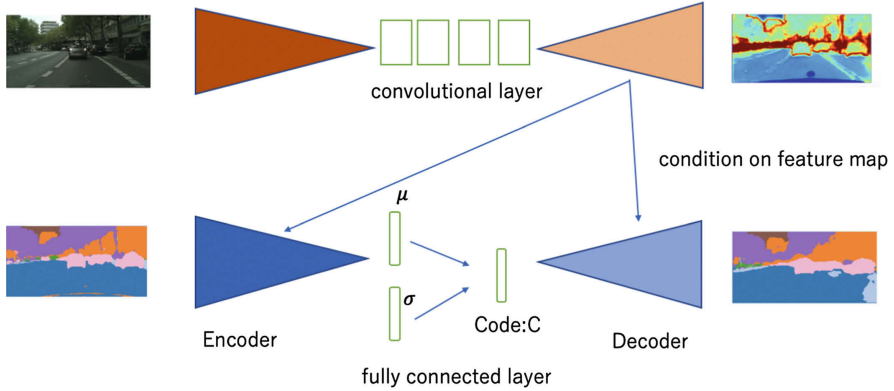 convolutional layer
condition on feature map
μ
σ
Code:C
Encoder
Decoder
fully connected layer